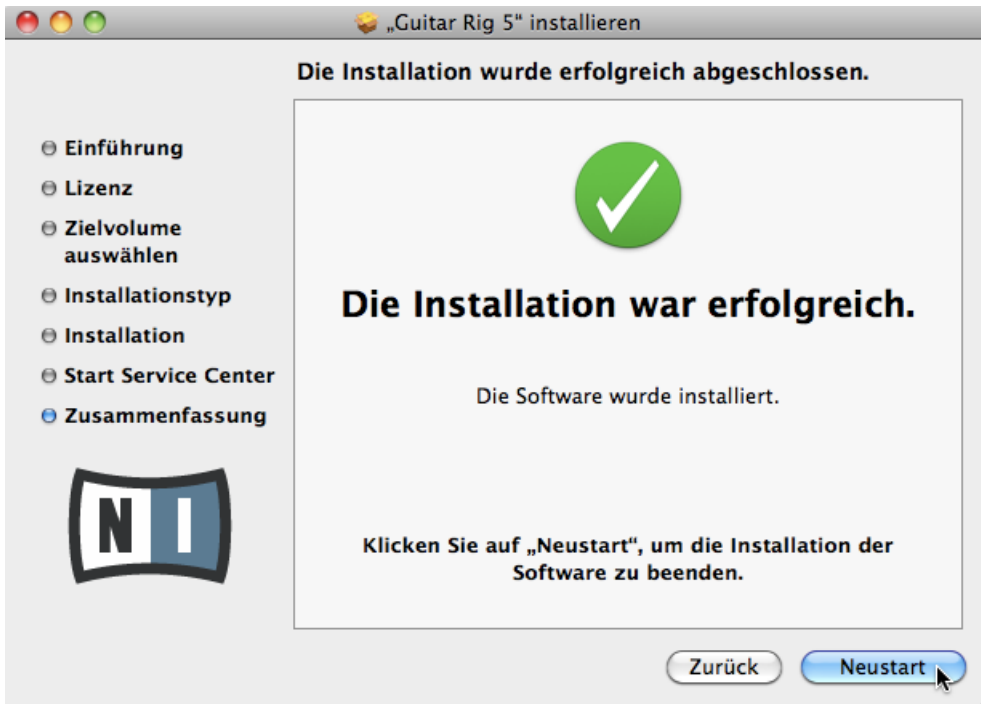 „Guitar Rig 5“ installieren
Die Installation wurde erfolgreich abgeschlossen.
Einführung
Lizenz
Zielvolume
auswählen
Installationstyp
Installation
Start Service Center
Zusammenfassung
NI
Die Installation war erfolgreich.
Die Software wurde installiert.
Klicken Sie auf „Neustart“, um die Installation der
Software zu beenden.
Zurück
Neustart